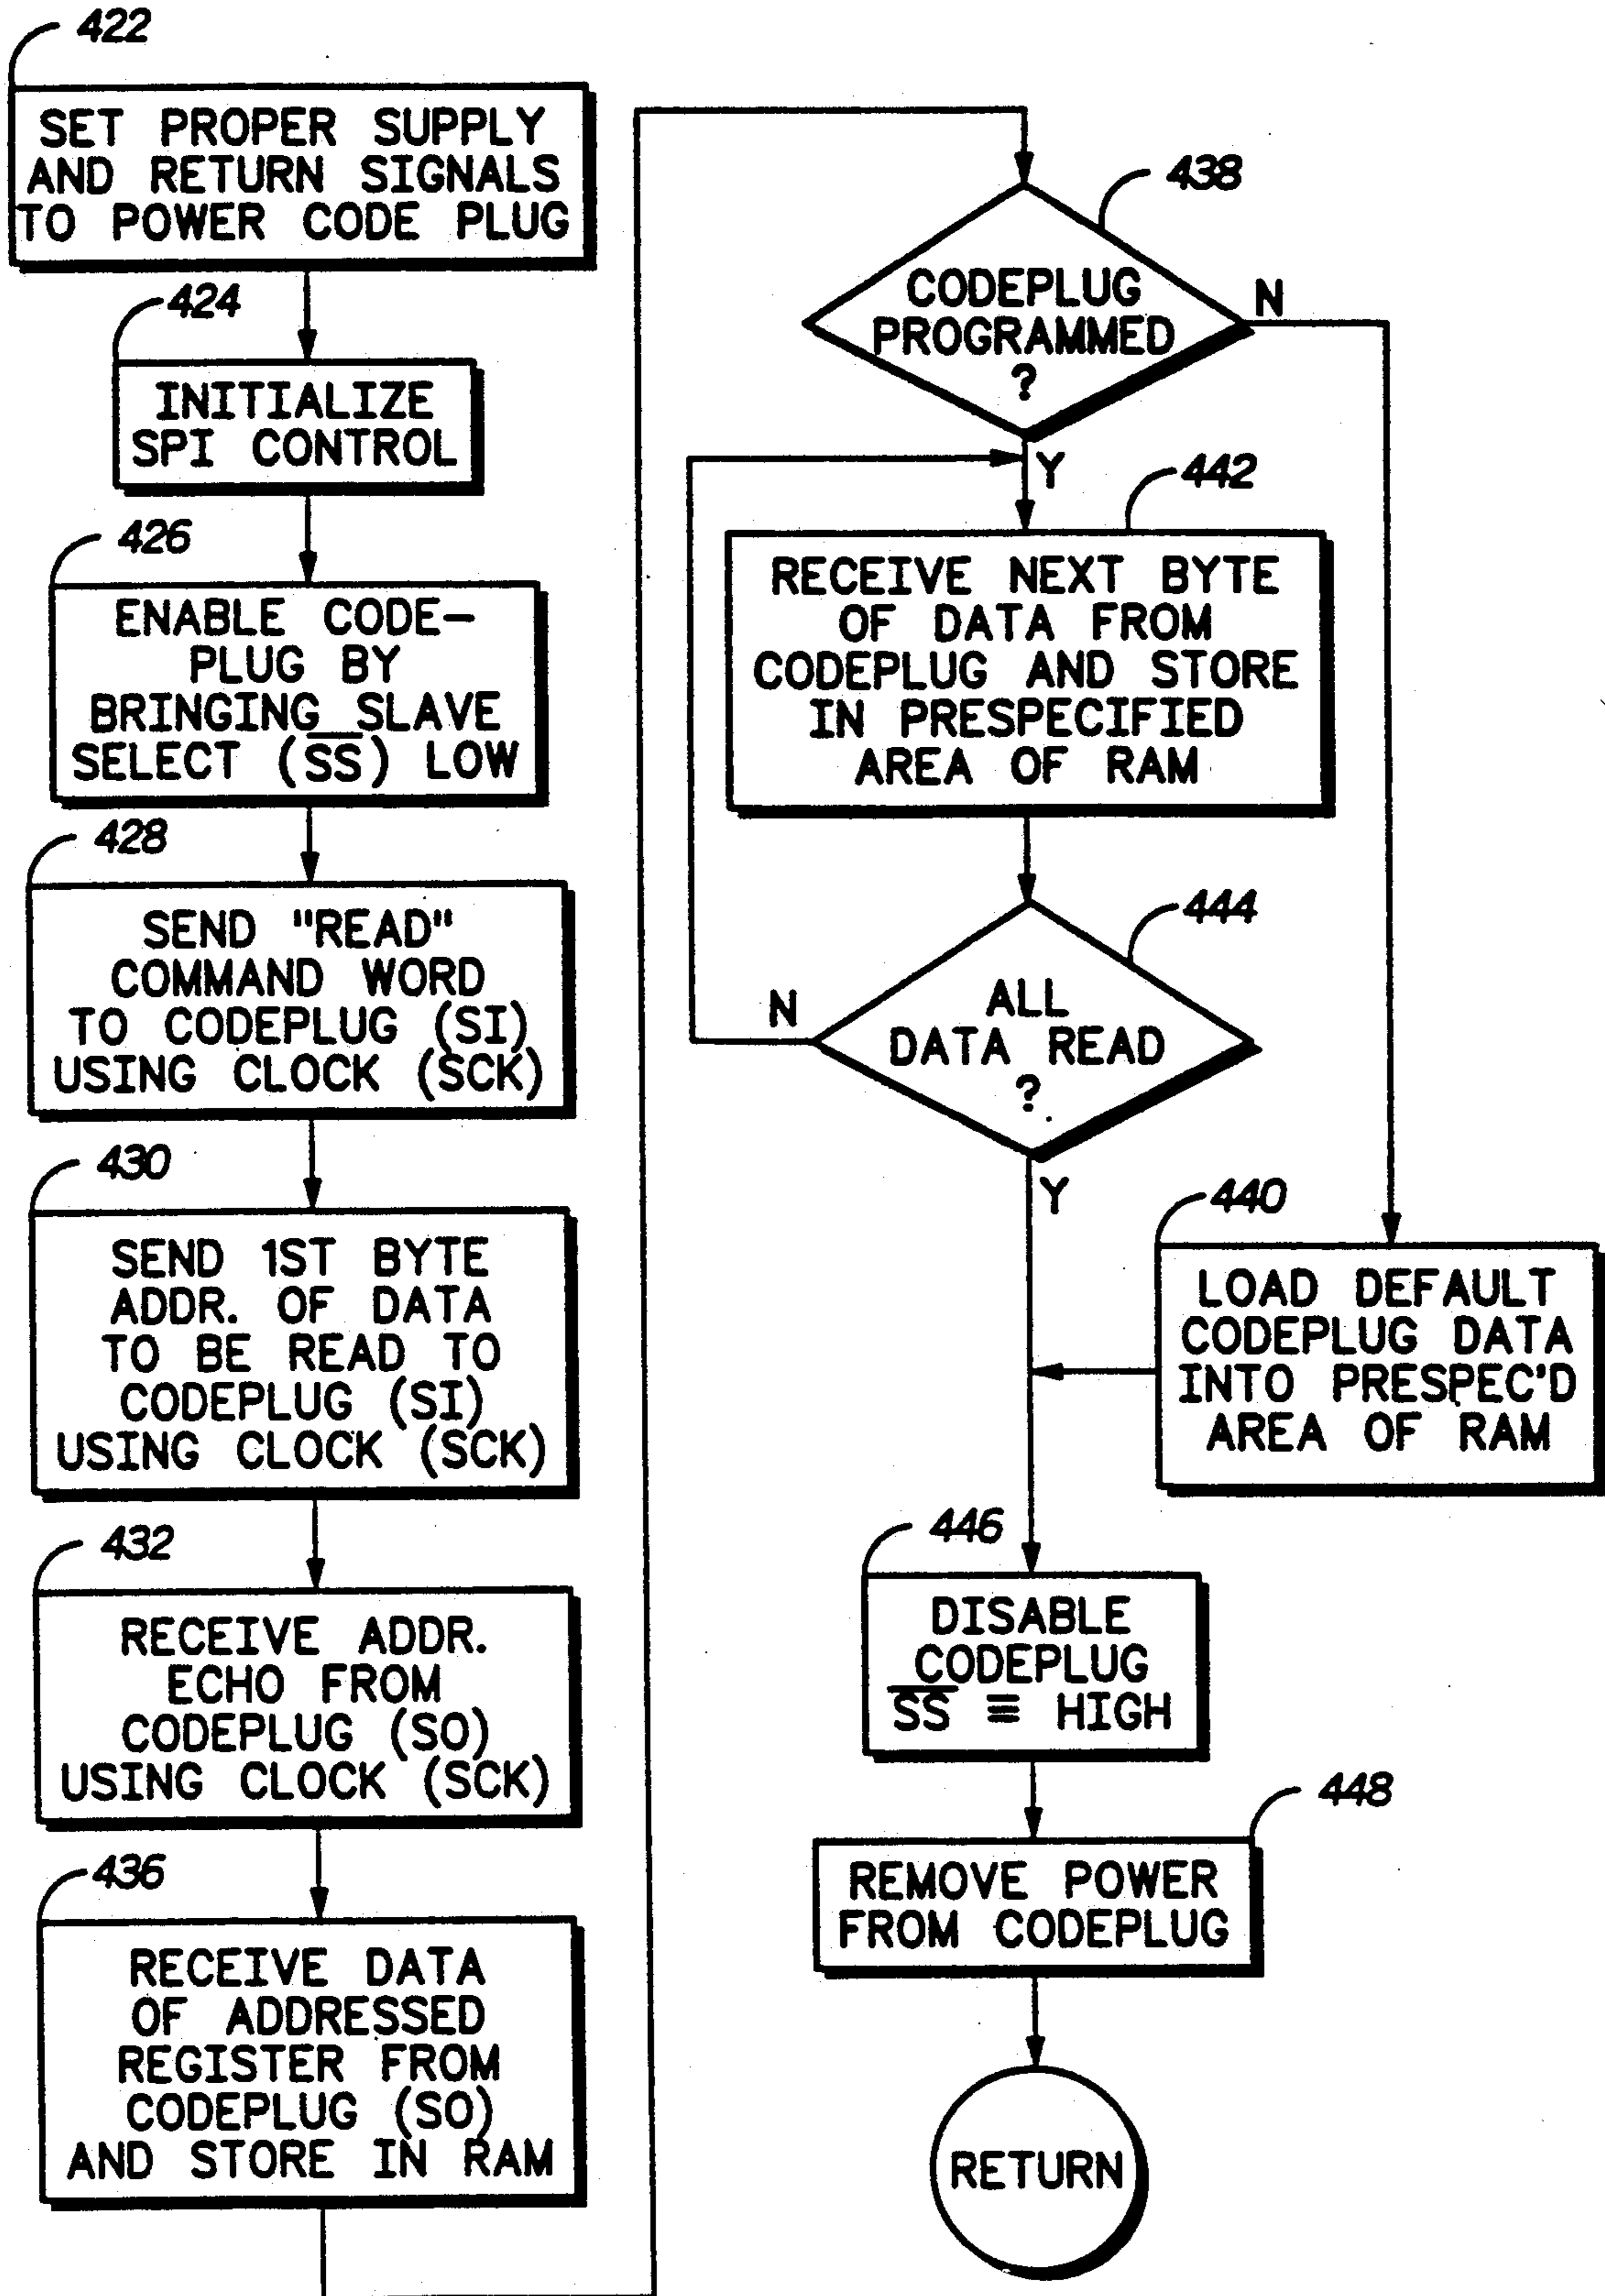 422
SET PROPER SUPPLY
AND RETURN SIGNALS
TO POWER CODE PLUG
424
INITIALIZE
SPI CONTROL
426
ENABLE CODE-
PLUG BY
BRINGING SLAVE
SELECT (S̅S̅) LOW
428
SEND "READ"
COMMAND WORD
TO CODEPLUG (SI)
USING CLOCK (SCK)
430
SEND 1ST BYTE
ADDR. OF DATA
TO BE READ TO
CODEPLUG (SI)
USING CLOCK (SCK)
432
RECEIVE ADDR.
ECHO FROM
CODEPLUG (SO)
USING CLOCK (SCK)
436
RECEIVE DATA
OF ADDRESSED
REGISTER FROM
CODEPLUG (SO)
AND STORE IN RAM
438
CODEPLUG
PROGRAMMED
?
N
Y
442
RECEIVE NEXT BYTE
OF DATA FROM
CODEPLUG AND STORE
IN PRESPECIFIED
AREA OF RAM
444
ALL
DATA READ
?
N
Y
440
LOAD DEFAULT
CODEPLUG DATA
INTO PRESPEC'D
AREA OF RAM
446
DISABLE
CODEPLUG
S̅S̅ ≡ HIGH
448
REMOVE POWER
FROM CODEPLUG
RETURN